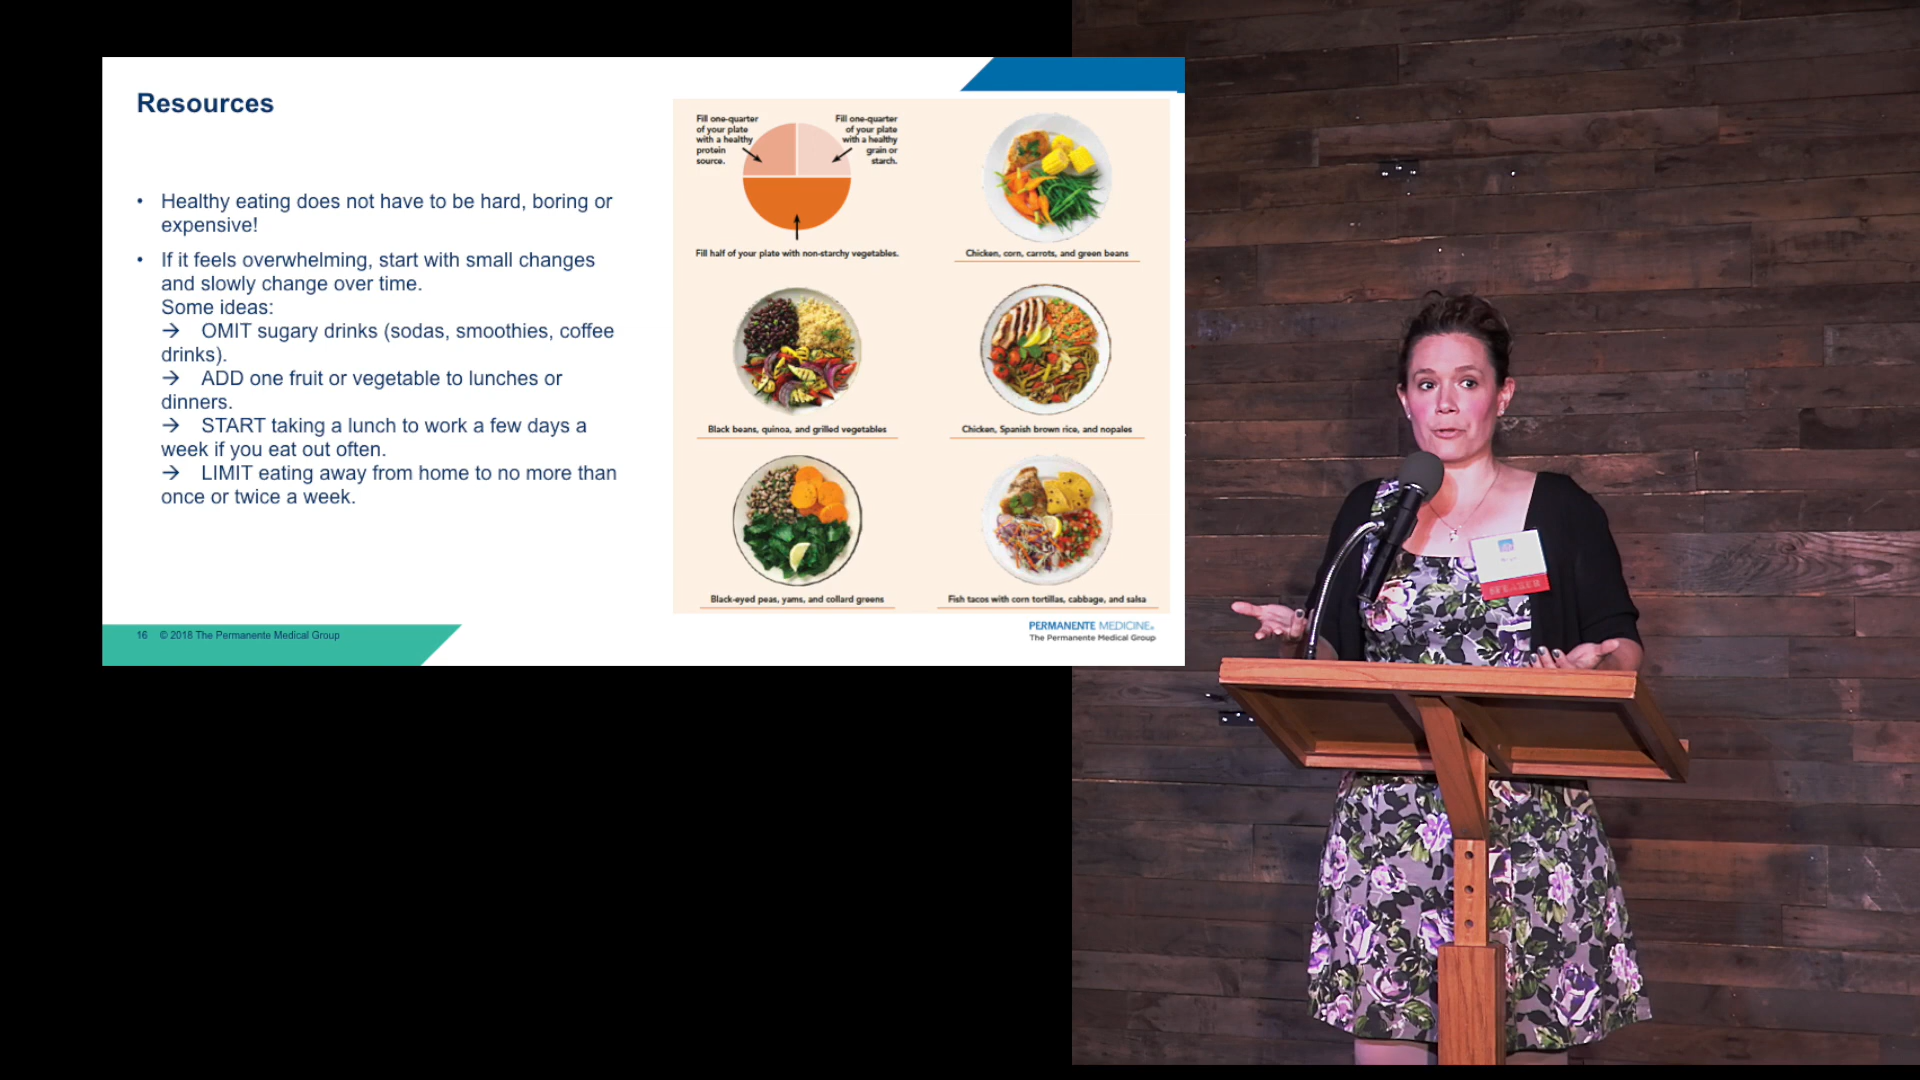 Resources
• Healthy eating does not have to be hard, boring or
expensive!
• If it feels overwhelming, start with small changes
and slowly change over time.
Some ideas:
→ OMIT sugary drinks (sodas, smoothies, coffee
drinks).
→ ADD one fruit or vegetable to lunches or
dinners.
→ START taking a lunch to work a few days a
week if you eat out often.
→ LIMIT eating away from home to no more than
once or twice a week.
Fill one-quarter
of your plate
with a healthy
protein
source.
Fill one-quarter
of your plate
with a healthy
grain or
starch.
Fill half of your plate with non-starchy vegetables.
Chicken, corn, carrots, and green beans
Black beans, quinoa, and grilled vegetables
Chicken, Spanish brown rice, and nopales
Black-eyed peas, yams, and collard greens
Fish tacos with corn tortillas, cabbage, and salsa
16 © 2018 The Permanente Medical Group
PERMANENTE MEDICINE®
The Permanente Medical Group
SPEAKER